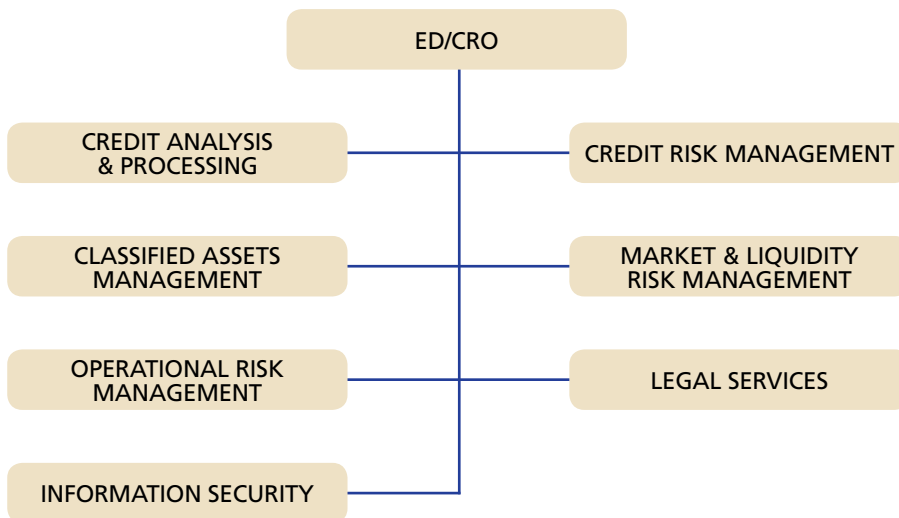 ED/CRO
CREDIT ANALYSIS
& PROCESSING
CREDIT RISK MANAGEMENT
CLASSIFIED ASSETS
MANAGEMENT
MARKET & LIQUIDITY
RISK MANAGEMENT
OPERATIONAL RISK
MANAGEMENT
LEGAL SERVICES
INFORMATION SECURITY